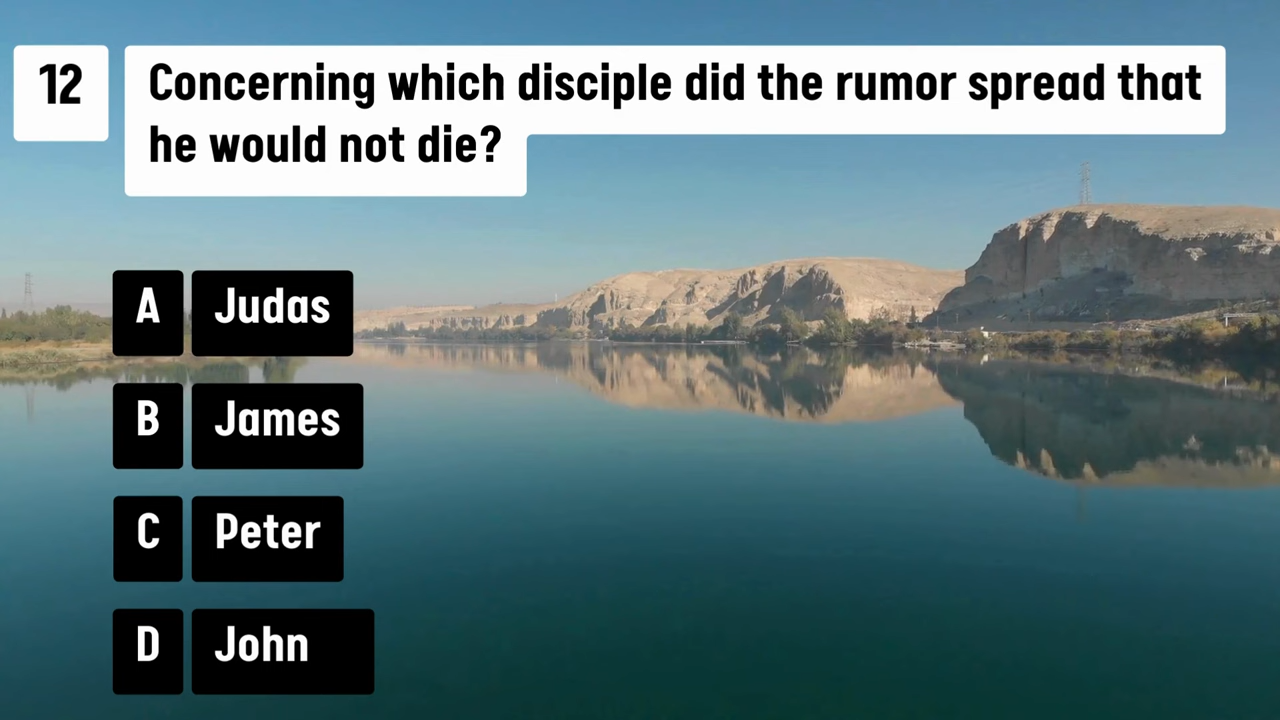 12
Concerning which disciple did the rumor spread that
he would not die?
A Judas
B James
C Peter
D John